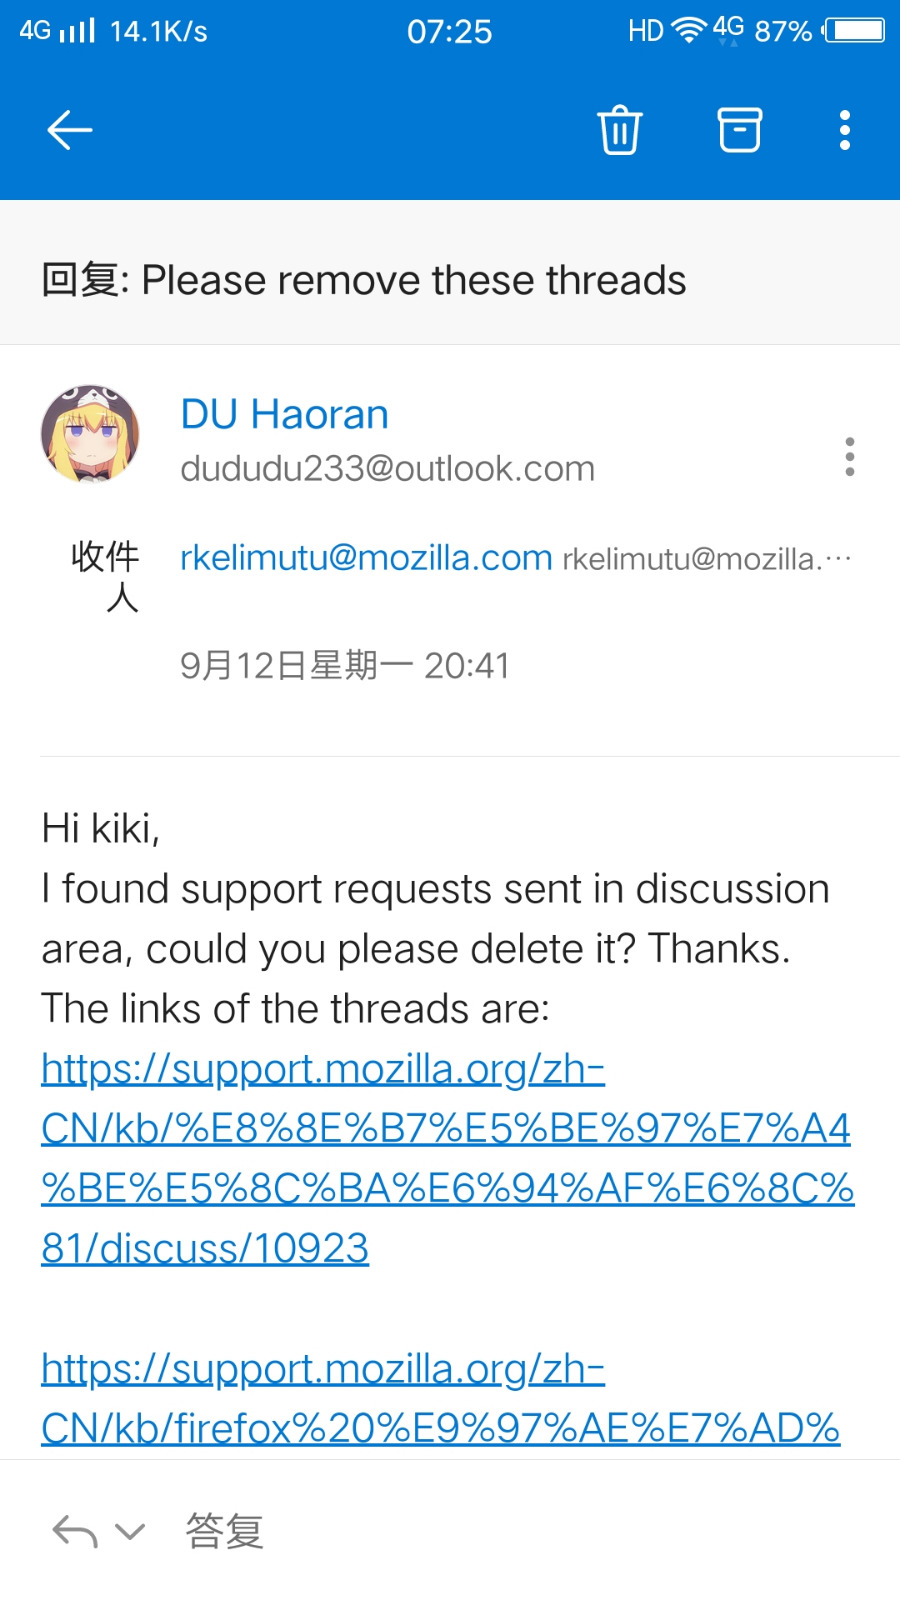 4G 14.1K/s 07:25 HD 4G 87%
回复: Please remove these threads
DU Haoran
dududu233@outlook.com
收件人 rkelimutu@mozilla.com rkelimutu@mozilla.…
9月12日星期一 20:41
Hi kiki,
I found support requests sent in discussion
area, could you please delete it? Thanks.
The links of the threads are:
https://support.mozilla.org/zh-
CN/kb/%E8%8E%B7%E5%BE%97%E7%A4
%BE%E5%8C%BA%E6%94%AF%E6%8C%
81/discuss/10923
https://support.mozilla.org/zh-
CN/kb/firefox%20%E9%97%AE%E7%AD%
答复